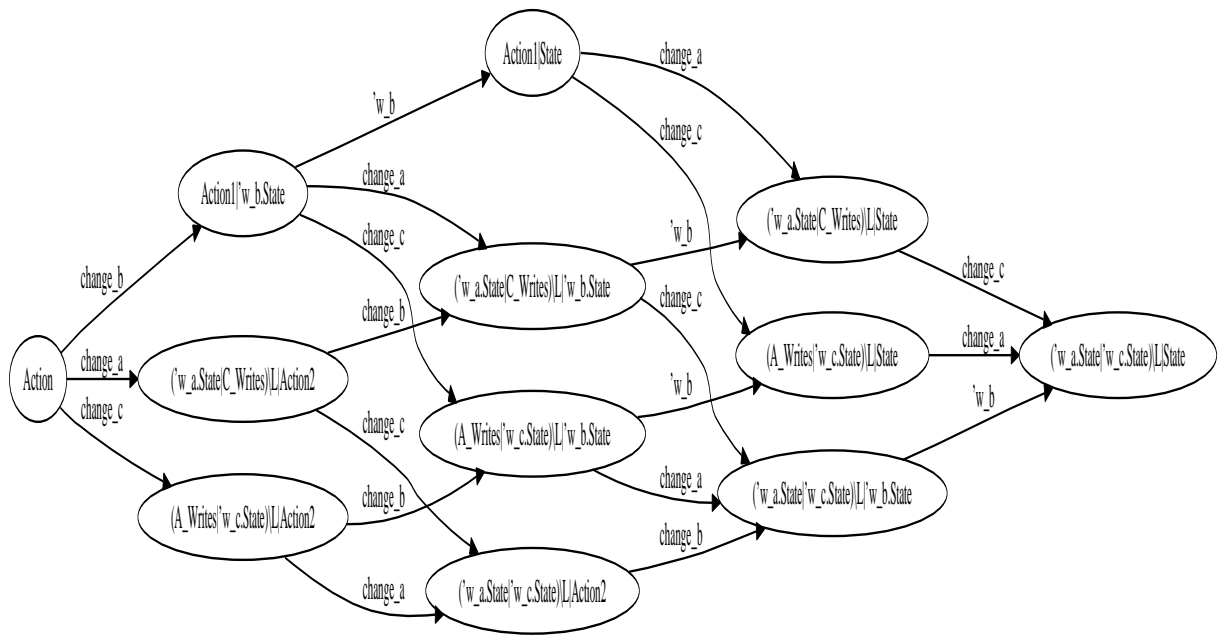 Action1|State
change_a
'w_b
change_c
Action1|'w_b.State
change_a
('w_a.State|C_Writes)\L|State
'w_b
change_c
change_c
change_b
('w_a.State|C_Writes)\L|'w_b.State
change_c
change_b
Action
change_a
('w_a.State|C_Writes)\L|Action2
(A_Writes|'w_c.State)\L|State
change_a
('w_a.State|'w_c.State)\L|State
'w_b
change_c
'w_b
change_c
(A_Writes|'w_c.State)\L|'w_b.State
change_a
('w_a.State|'w_c.State)\L|'w_b.State
(A_Writes|'w_c.State)\L|Action2
change_b
change_b
change_a
('w_a.State|'w_c.State)\L|Action2